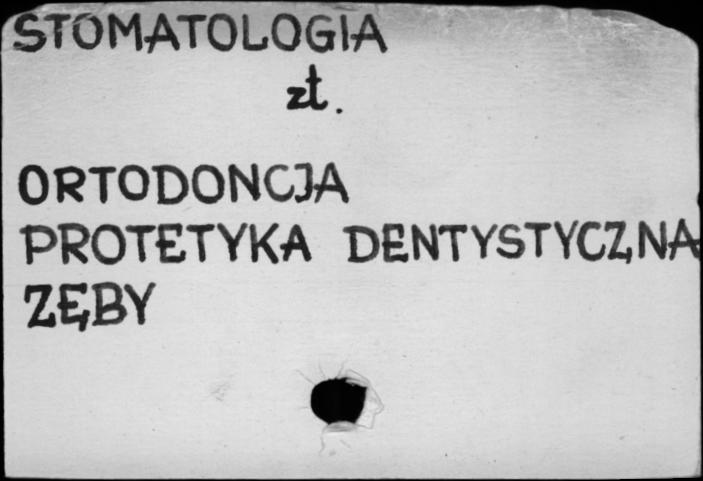 STOMATOLOGIA
zt.
ORTODONCJA
PROTETYKA DENTYSTYCZNA
ZĘBY